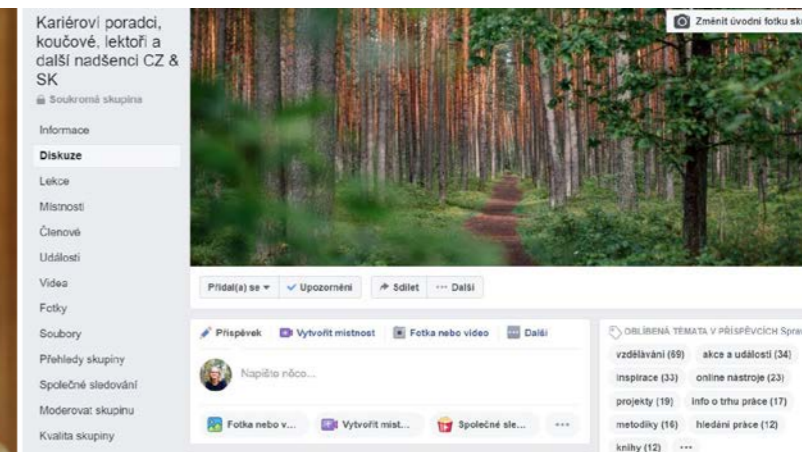 Kariéroví poradci,
koučové, lektoři a
další nadšenci CZ &
SK
Soukromá skupina
Informace
Diskuze
Lekce
Místnosti
Členové
Události
Videa
Fotky
Soubory
Přehledy skupiny
Společné sledování
Moderovat skupinu
Kvalita skupiny
Změnit úvodní fotku sk
Přidal(a) se
Upozornění
Sdílet
Další
Příspěvek
Vytvořit místnost
Fotka nebo video
Další
Napište něco...
Fotka nebo v...
Vytvořit míst...
Společné sle...
OBLÍBENÁ TÉMATA V PŘÍSPĚVCÍCH Sprav
vzdělávání (69)
akce a události (34)
inspirace (33)
online nástroje (23)
projekty (19)
info o trhu práce (17)
metodiky (16)
hledání práce (12)
knihy (12)